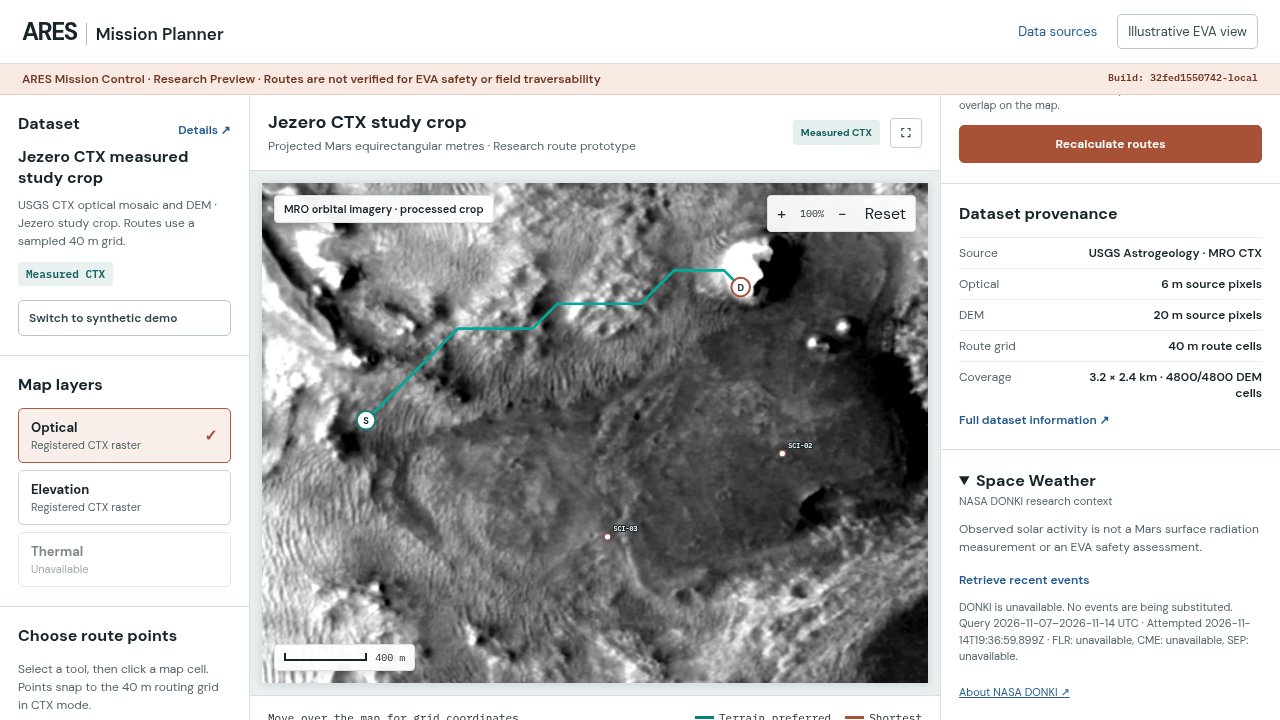 ARES
Mission Planner
Data sources
Illustrative EVA view
ARES Mission Control · Research Preview · Routes are not verified for EVA safety or field traversability
Build: 32fed1550742-local
Dataset
Details ↗
Jezero CTX measured
study crop
USGS CTX optical mosaic and DEM ·
Jezero study crop. Routes use a
sampled 40 m grid.
Measured CTX
Switch to synthetic demo
Map layers
Optical
Registered CTX raster
✓
Elevation
Registered CTX raster
Thermal
Unavailable
Choose route points
Select a tool, then click a map cell.
Points snap to the 40 m routing grid
in CTX mode.
Jezero CTX study crop
Projected Mars equirectangular metres · Research route prototype
Measured CTX
MRO orbital imagery · processed crop
+ 100% − Reset
D
S
SCI-02
SCI-03
400 m
Move over the map for grid coordinates
Terrain preferred
Shortest
overlap on the map.
Recalculate routes
Dataset provenance
Source USGS Astrogeology · MRO CTX
Optical 6 m source pixels
DEM 20 m source pixels
Route grid 40 m route cells
Coverage 3.2 × 2.4 km · 4800/4800 DEM
cells
Full dataset information ↗
▼ Space Weather
NASA DONKI research context
Observed solar activity is not a Mars surface radiation
measurement or an EVA safety assessment.
Retrieve recent events
DONKI is unavailable. No events are being substituted.
Query 2026-11-07–2026-11-14 UTC · Attempted 2026-11-
14T19:36:59.899Z · FLR: unavailable, CME: unavailable, SEP:
unavailable.
About NASA DONKI ↗